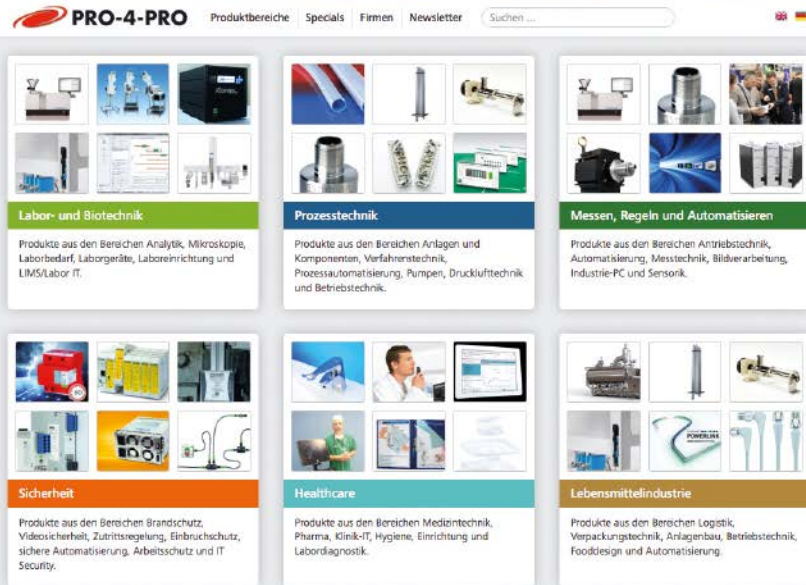 PRO-4-PRO
Produktbereiche Specials Firmen Newsletter Suchen ...
Labor- und Biotechnik
Produkte aus den Bereichen Analytik, Mikroskopie,
Laborbedarf, Laborgeräte, Laboreinrichtung und
LIMS/Labor IT.
Prozesstechnik
Produkte aus den Bereichen Anlagen und
Komponenten, Verfahrenstechnik,
Prozessautomatisierung, Pumpen, Drucklufttechnik
und Betriebstechnik.
Messen, Regeln und Automatisieren
Produkte aus den Bereichen Antriebstechnik,
Automatisierung, Messtechnik, Bildverarbeitung,
Industrie-PC und Sensorik.
Sicherheit
Produkte aus den Bereichen Brandschutz,
Videosicherheit, Zutrittsregelung, Einbruchschutz,
sichere Automatisierung, Arbeitsschutz und IT
Security.
Healthcare
Produkte aus den Bereichen Medizintechnik,
Pharma, Klinik-IT, Hygiene, Einrichtung und
Labordiagnostik.
POWERLINK
Lebensmittelindustrie
Produkte aus den Bereichen Logistik,
Verpackungstechnik, Anlagenbau, Betriebstechnik,
Fooddesign und Automatisierung.